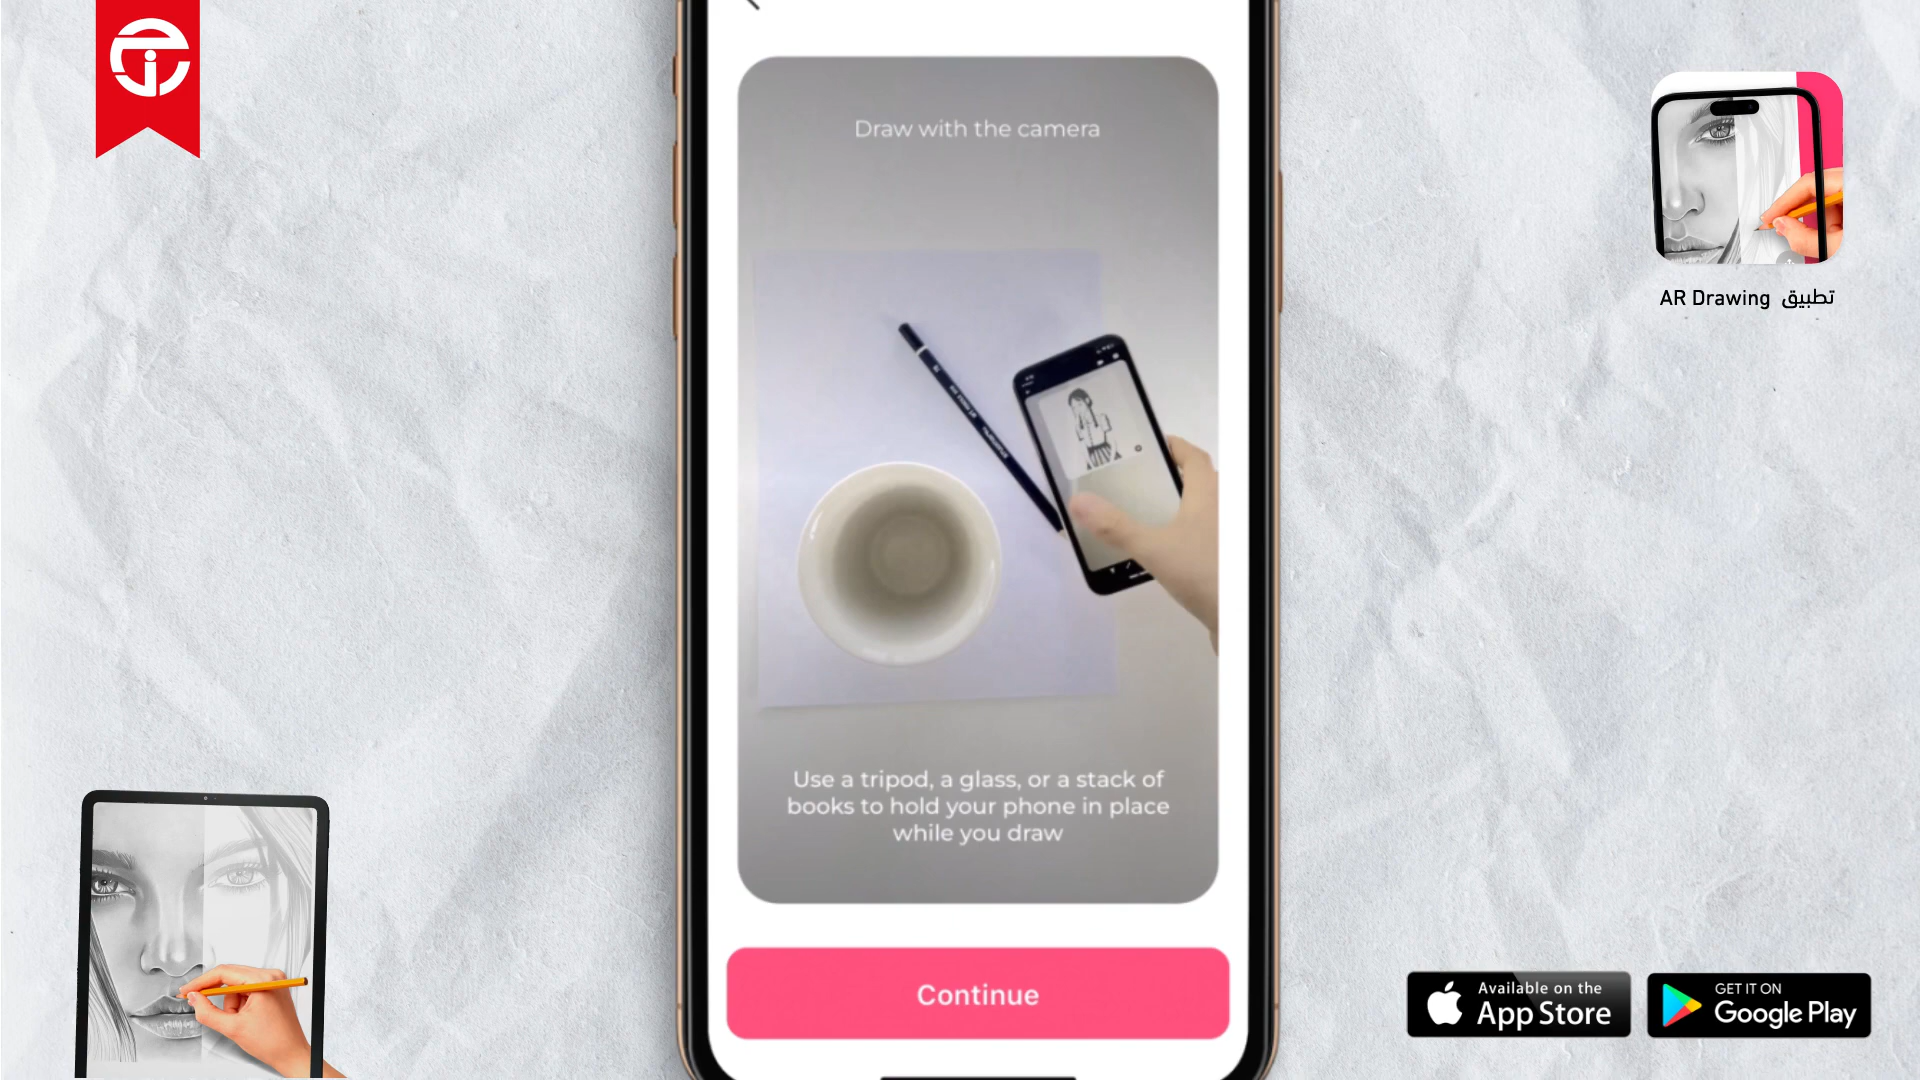 Draw with the camera
AR Drawing تطبيق
Use a tripod, a glass, or a stack of
books to hold your phone in place
while you draw
Continue
Available on the
App Store
GET IT ON
Google Play